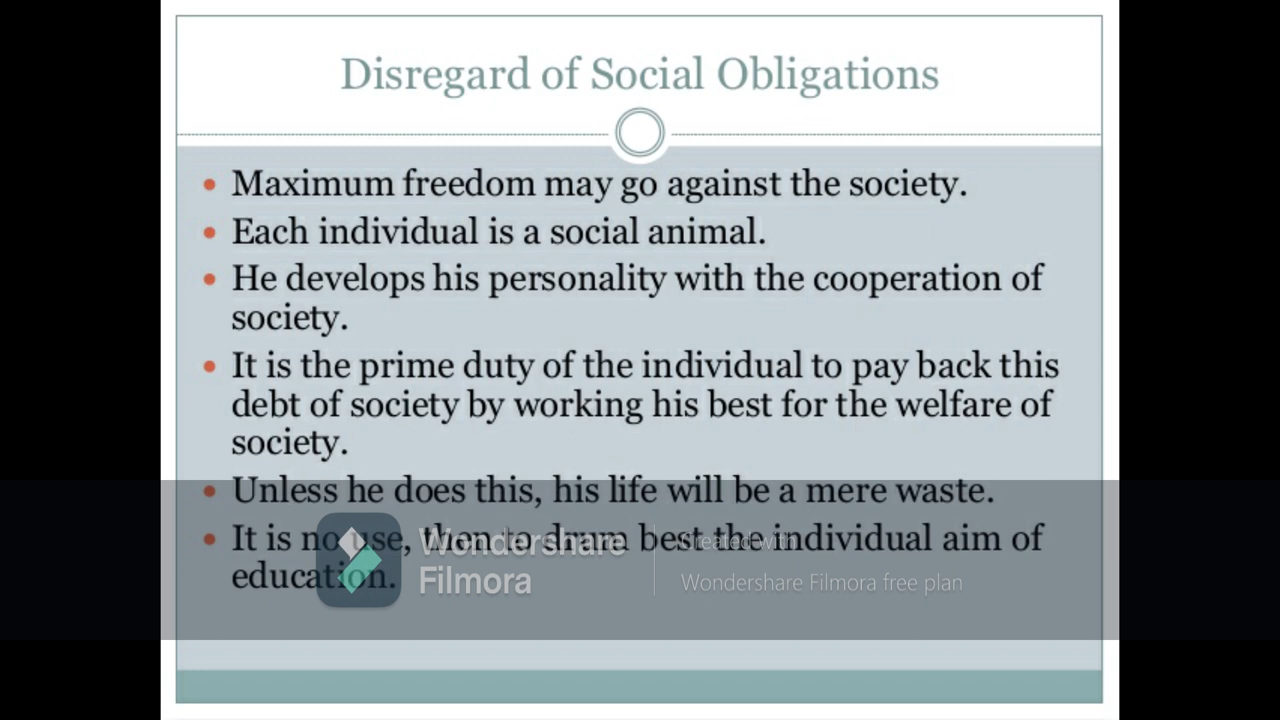 Disregard of Social Obligations
• Maximum freedom may go against the society.
• Each individual is a social animal.
• He develops his personality with the cooperation of
society.
• It is the prime duty of the individual to pay back this
debt of society by working his best for the welfare of
society.
• Unless he does this, his life will be a mere waste.
• It is no use, then to drum best the individual aim of
education.
Wondershare
Filmora
Created with
Wondershare Filmora free plan